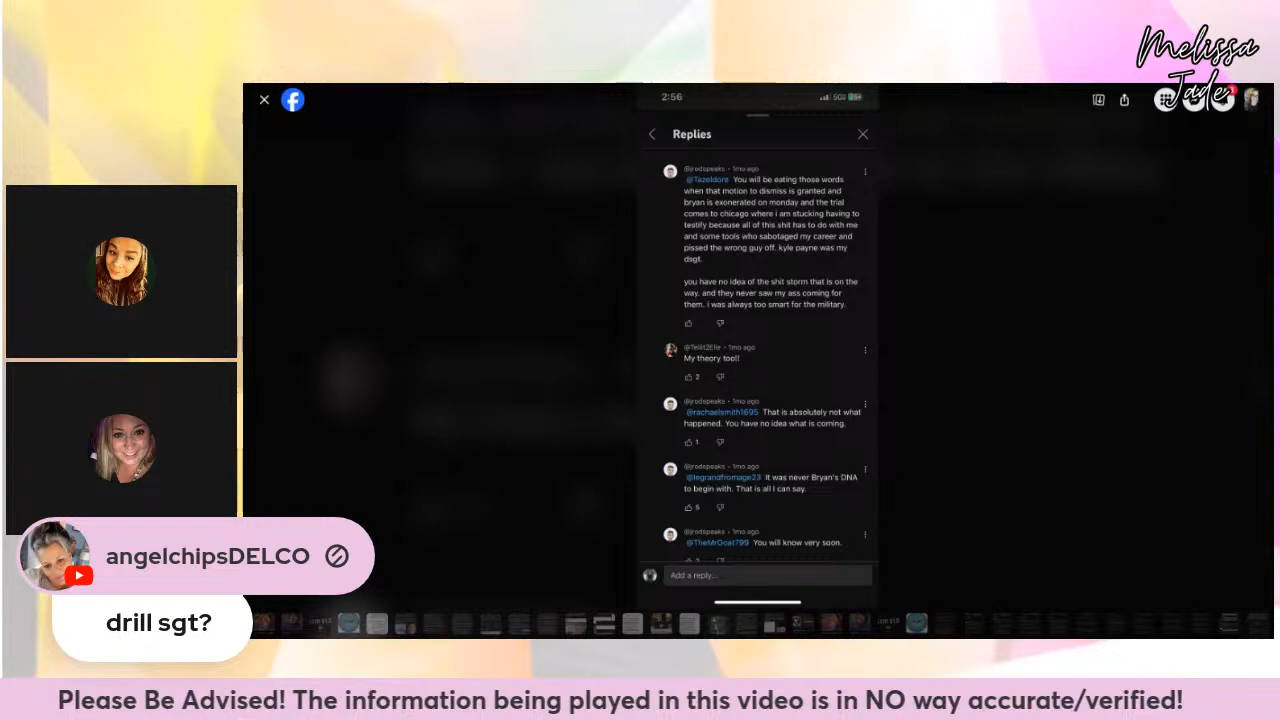 Melissa
Jade
2:56
5G
Replies
@jrodspeaks • 1mo ago
@Tazeldore You will be eating those words
when that motion to dismiss is granted and
bryan is exonerated on monday and the trial
comes to chicago where i am stucking having to
testify because all of this shit has to do with me
and some tools who sabotaged my career and
pissed the wrong guy off. kyle payne was my
dsgt.
you have no idea of the shit storm that is on the
way. and they never saw my ass coming for
them. i was always too smart for the military.
@Tellit2Elle • 1mo ago
My theory too!!
2
@jrodspeaks • 1mo ago
@rachaelsmith1695 That is absolutely not what
happened. You have no idea what is coming.
1
@jrodspeaks • 1mo ago
@legrandfromage23 It was never Bryan's DNA
to begin with. That is all I can say.
@jrodspeaks • 1mo ago
@TheMrGoat799 You will know very soon.
Add a reply...
angelchipsDELCO
drill sgt?
Please Be Advised! The information being played in this video is in NO way accurate/verified!